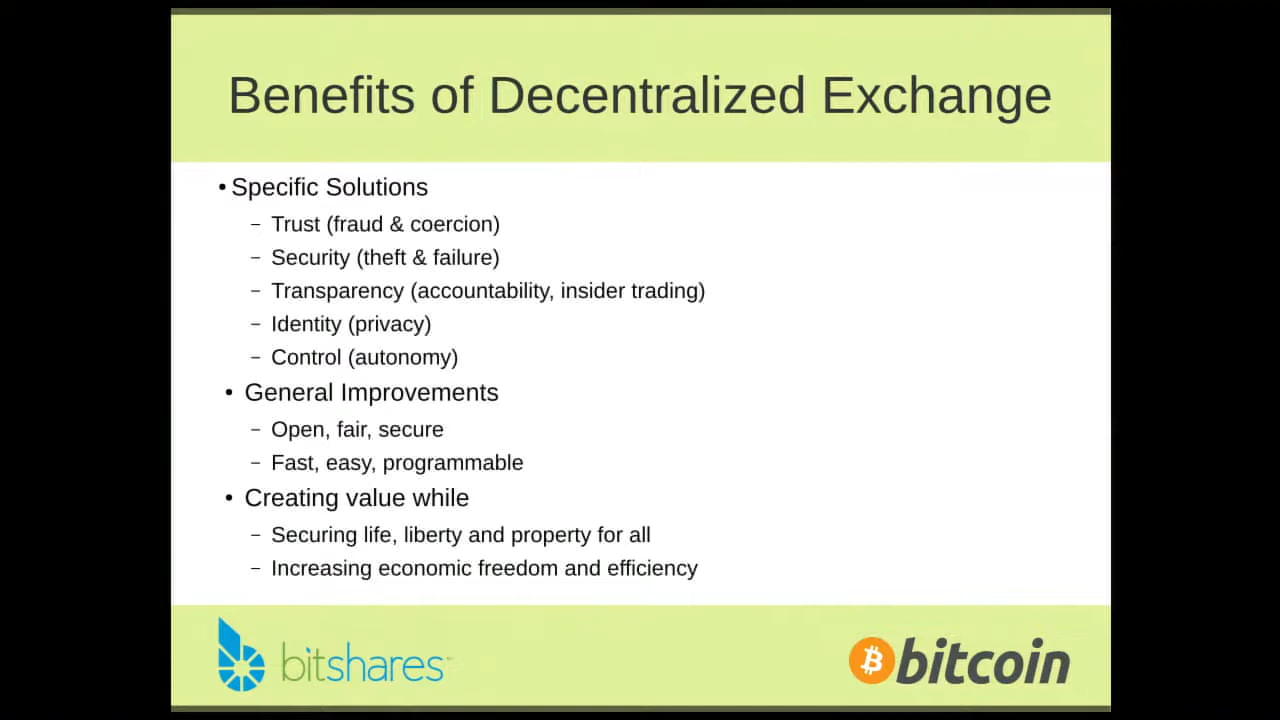 Benefits of Decentralized Exchange
• Specific Solutions
– Trust (fraud & coercion)
– Security (theft & failure)
– Transparency (accountability, insider trading)
– Identity (privacy)
– Control (autonomy)
• General Improvements
– Open, fair, secure
– Fast, easy, programmable
• Creating value while
– Securing life, liberty and property for all
– Increasing economic freedom and efficiency
bitshares
bitcoin